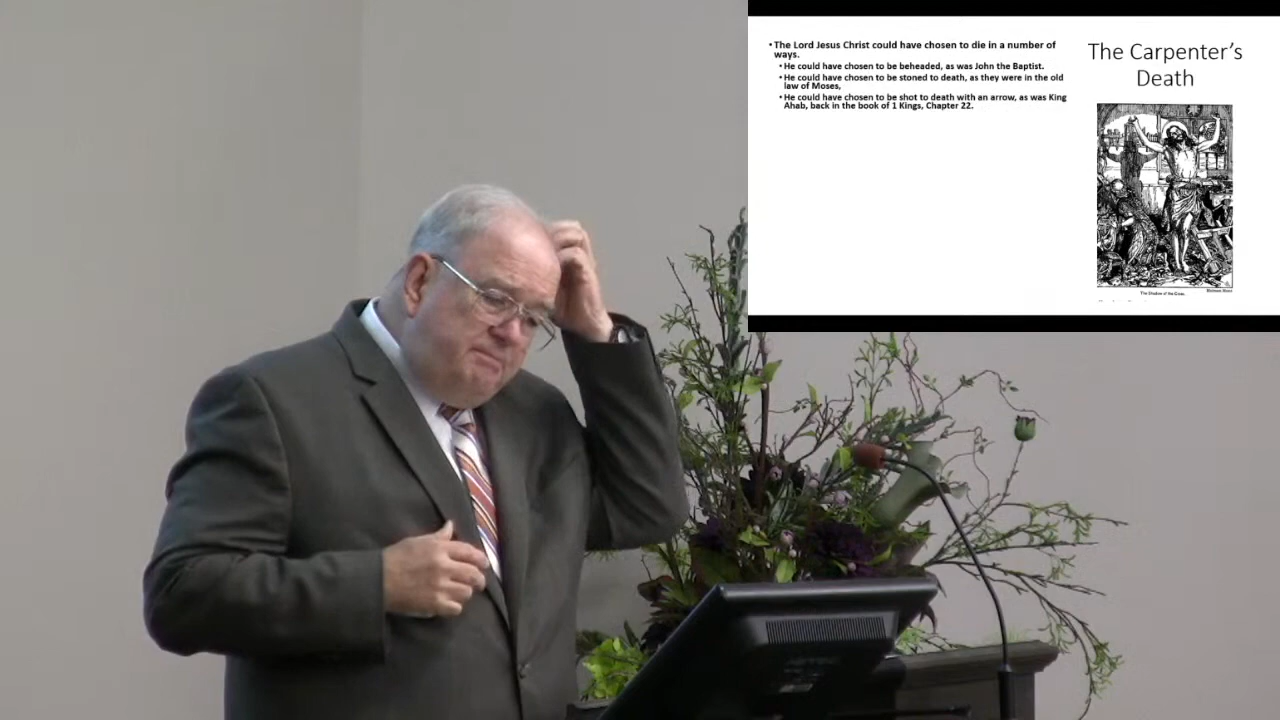 • The Lord Jesus Christ could have chosen to die in a number of
ways.
• He could have chosen to be beheaded, as was John the Baptist.
• He could have chosen to be stoned to death, as they were in the old
law of Moses,
• He could have chosen to be shot to death with an arrow, as was King
Ahab, back in the book of 1 Kings, Chapter 22.
The Carpenter’s
Death
The Shadow of the Cross.